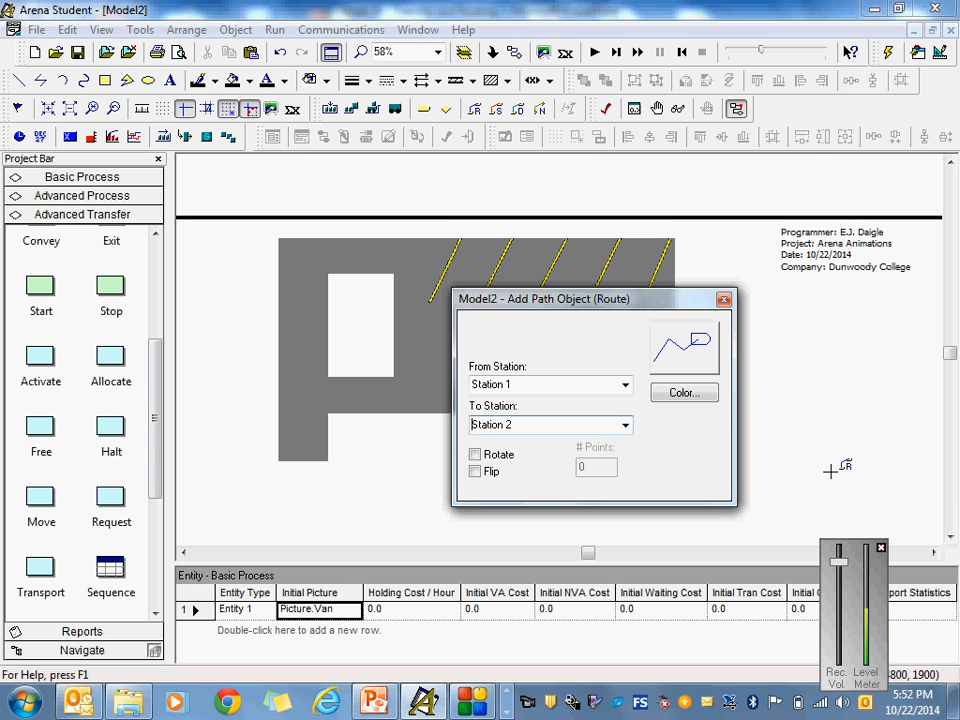 Arena Student - [Model2]
File Edit View Tools Arrange Object Run Communications Window Help
58%
Project Bar
Basic Process
Advanced Process
Advanced Transfer
Convey Exit
Start Stop
Activate Allocate
Free Halt
Move Request
Transport Sequence
Reports
Navigate
Programmer: E.J. Daigle
Project: Arena Animations
Date: 10/22/2014
Company: Dunwoody College
Model2 - Add Path Object (Route)
From Station:
Station 1
Color...
To Station:
Station 2
Rotate
# Points:
Flip
0
Entity - Basic Process
Entity Type Initial Picture Holding Cost / Hour Initial VA Cost Initial NVA Cost Initial Waiting Cost Initial Tran Cost port Statistics
1 Entity 1 Picture.Van 0.0 0.0 0.0 0.0 0.0 0.0
Double-click here to add a new row.
Rec. Level
Vol. Meter
For Help, press F1
800, 1900)
FS
5:52 PM
10/22/2014